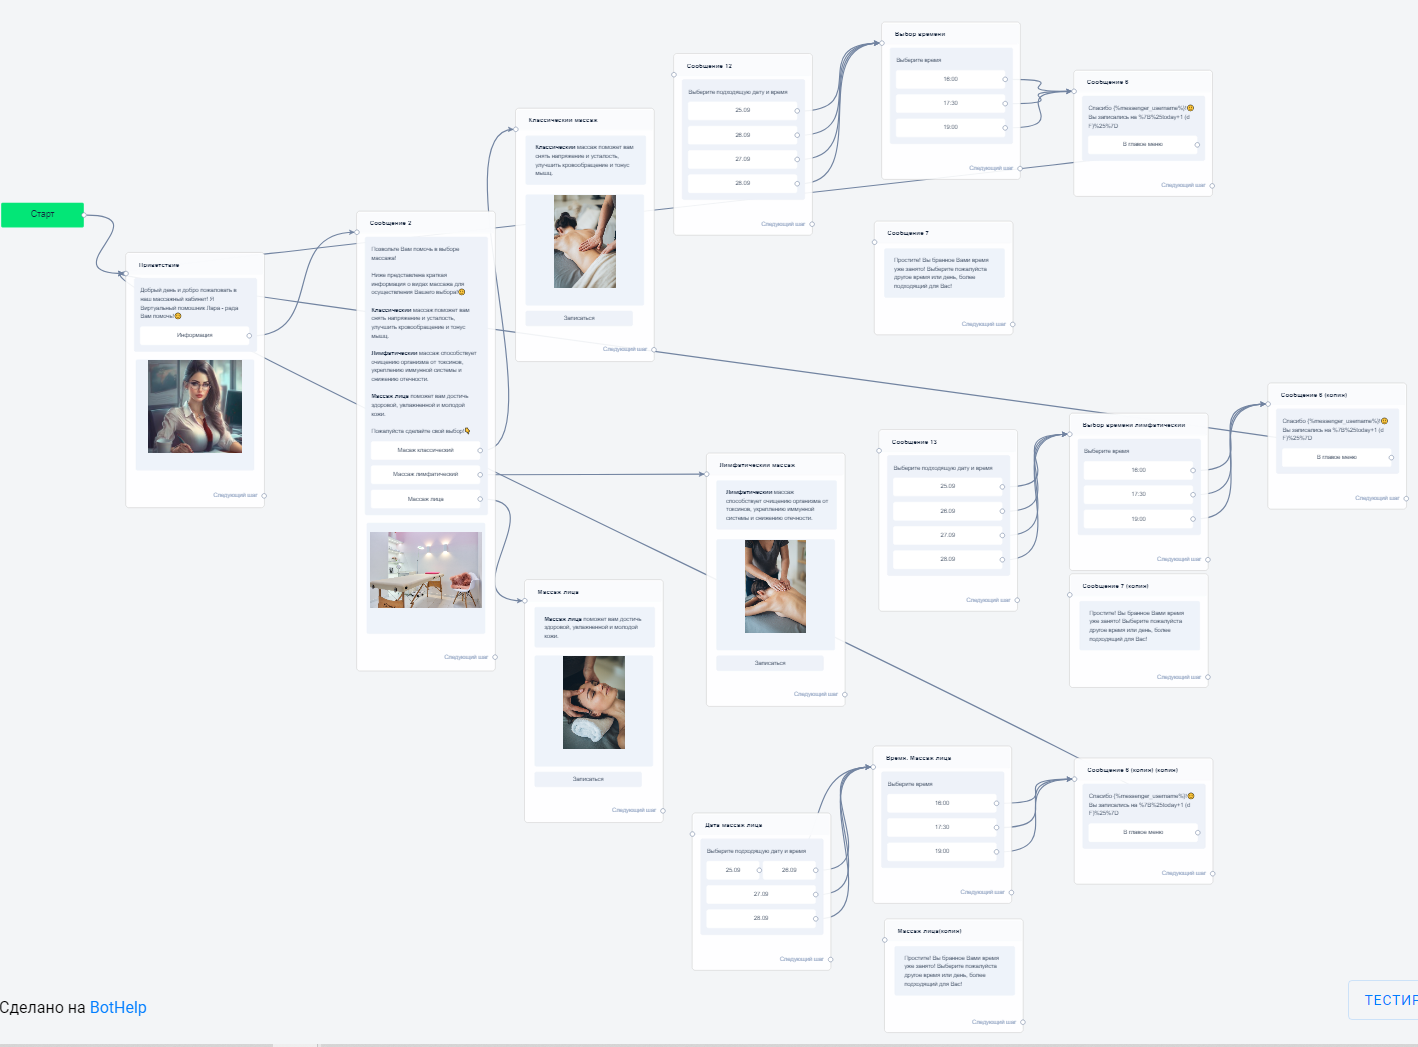 Старт
Приветствие
Добрый день и добро пожаловать в
наш массажный кабинет! Я
Виртуальный помощник Лара - рада
Вам помочь!😊
Информация
Следующий шаг
Сообщение 2
Позвольте Вам помочь в выборе
массажа!
Ниже представлена краткая
информация о видах массажа для
осуществления Вашего выбора!😊
Классический массаж поможет вам
снять напряжение и усталость,
улучшить кровообращение и тонус
мышц.
Лимфатический массаж способствует
очищению организма от токсинов,
укреплению иммунной системы и
снижению отечности.
Массаж лица поможет вам достичь
здоровой, увлажненной и молодой
кожи.
Пожалуйста сделайте свой выбор!👇
Масаж классический
Массаж лимфатический
Массаж лица
Следующий шаг
Классический массаж
Классический массаж поможет вам
снять напряжение и усталость,
улучшить кровообращение и тонус
мышц.
Записаться
Следующий шаг
Сообщение 12
Выберите подходящую дату и время
25.09
26.09
27.09
28.09
Следующий шаг
Выбор времени
Выберите время
16:00
17:30
19:00
Следующий шаг
Сообщение 6
Спасибо {%messenger_username%}!😊
Вы записались на %7B%25today+1 (d
F)%25%7D
В главое меню
Следующий шаг
Сообщение 7
Простите! Вы бранное Вами время
уже занято! Выберите пожалуйста
другое время или день, более
подходящий для Вас!
Следующий шаг
Лимфатический массаж
Лимфатический массаж
способствует очищению организма от
токсинов, укреплению иммунной
системы и снижению отечности.
Записаться
Следующий шаг
Сообщение 13
Выберите подходящую дату и время
25.09
26.09
27.09
28.09
Следующий шаг
Выбор времени лимфатический
Выберите время
16:00
17:30
19:00
Следующий шаг
Сообщение 6 (копия)
Спасибо {%messenger_username%}!😊
Вы записались на %7B%25today+1 (d
F)%25%7D
В главое меню
Следующий шаг
Сообщение 7 (копия)
Простите! Вы бранное Вами время
уже занято! Выберите пожалуйста
другое время или день, более
подходящий для Вас!
Следующий шаг
Массаж лица
Массаж лица поможет вам достичь
здоровой, увлажненной и молодой
кожи.
Записаться
Следующий шаг
Дата массаж лица
Выберите подходящую дату и время
25.09 26.09
27.09
28.09
Следующий шаг
Время. Массаж лица
Выберите время
16:00
17:30
19:00
Следующий шаг
Сообщение 6 (копия) (копия)
Спасибо {%messenger_username%}!😊
Вы записались на %7B%25today+1 (d
F)%25%7D
В главое меню
Следующий шаг
Массаж лица(копия)
Простите! Вы бранное Вами время
уже занято! Выберите пожалуйста
другое время или день, более
подходящий для Вас!
Следующий шаг
Сделано на BotHelp
ТЕСТИР